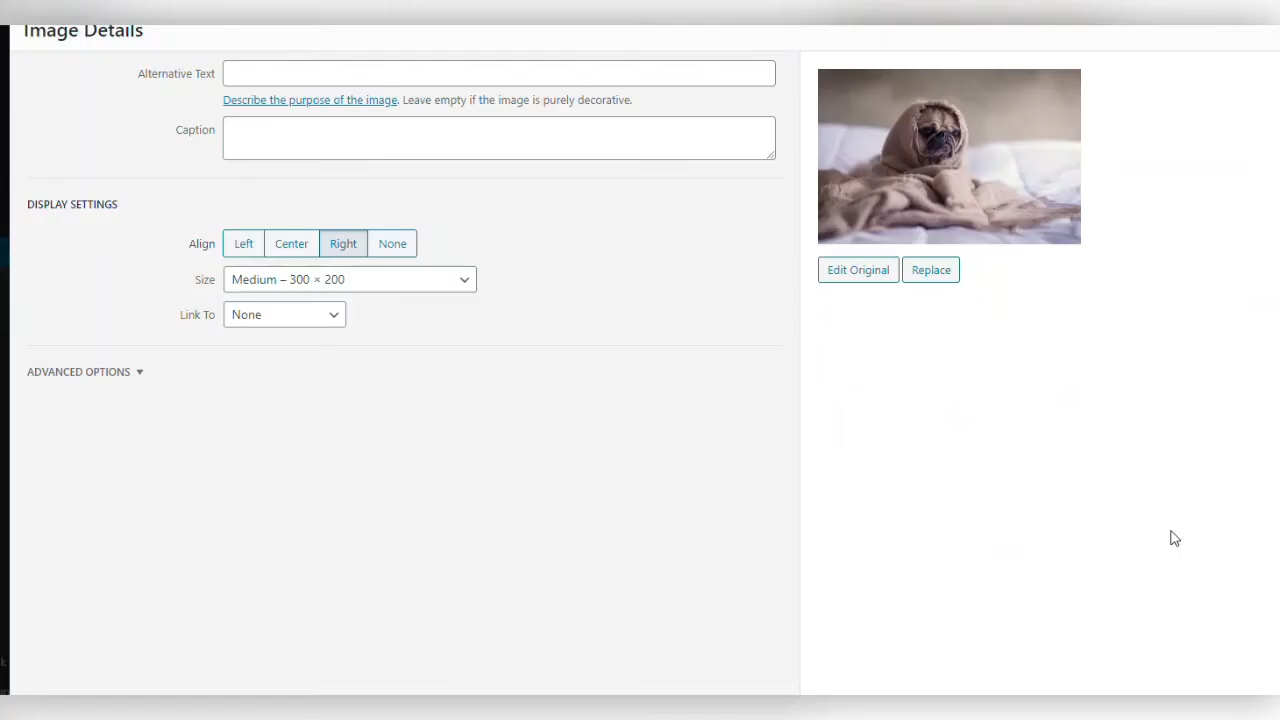 Image Details
Alternative Text
Describe the purpose of the image. Leave empty if the image is purely decorative.
Caption
DISPLAY SETTINGS
Align Left Center Right None
Size Medium – 300 × 200
Link To None
ADVANCED OPTIONS
Edit Original Replace